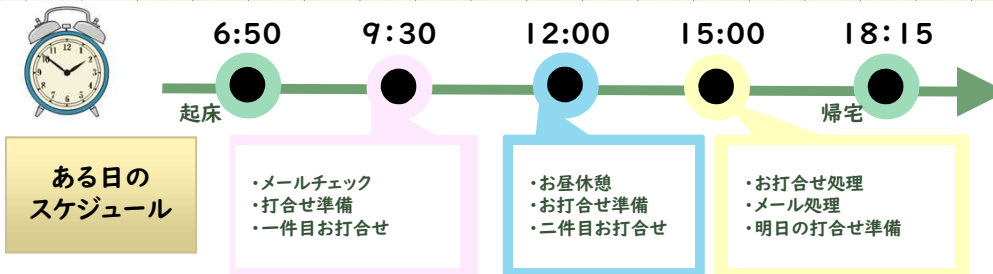 6:50
9:30
12:00
15:00
18:15
起床
帰宅
ある日の
スケジュール
・メールチェック
・打合せ準備
・一件目お打合せ
・お昼休憩
・お打合せ準備
・二件目お打合せ
・お打合せ処理
・メール処理
・明日の打合せ準備